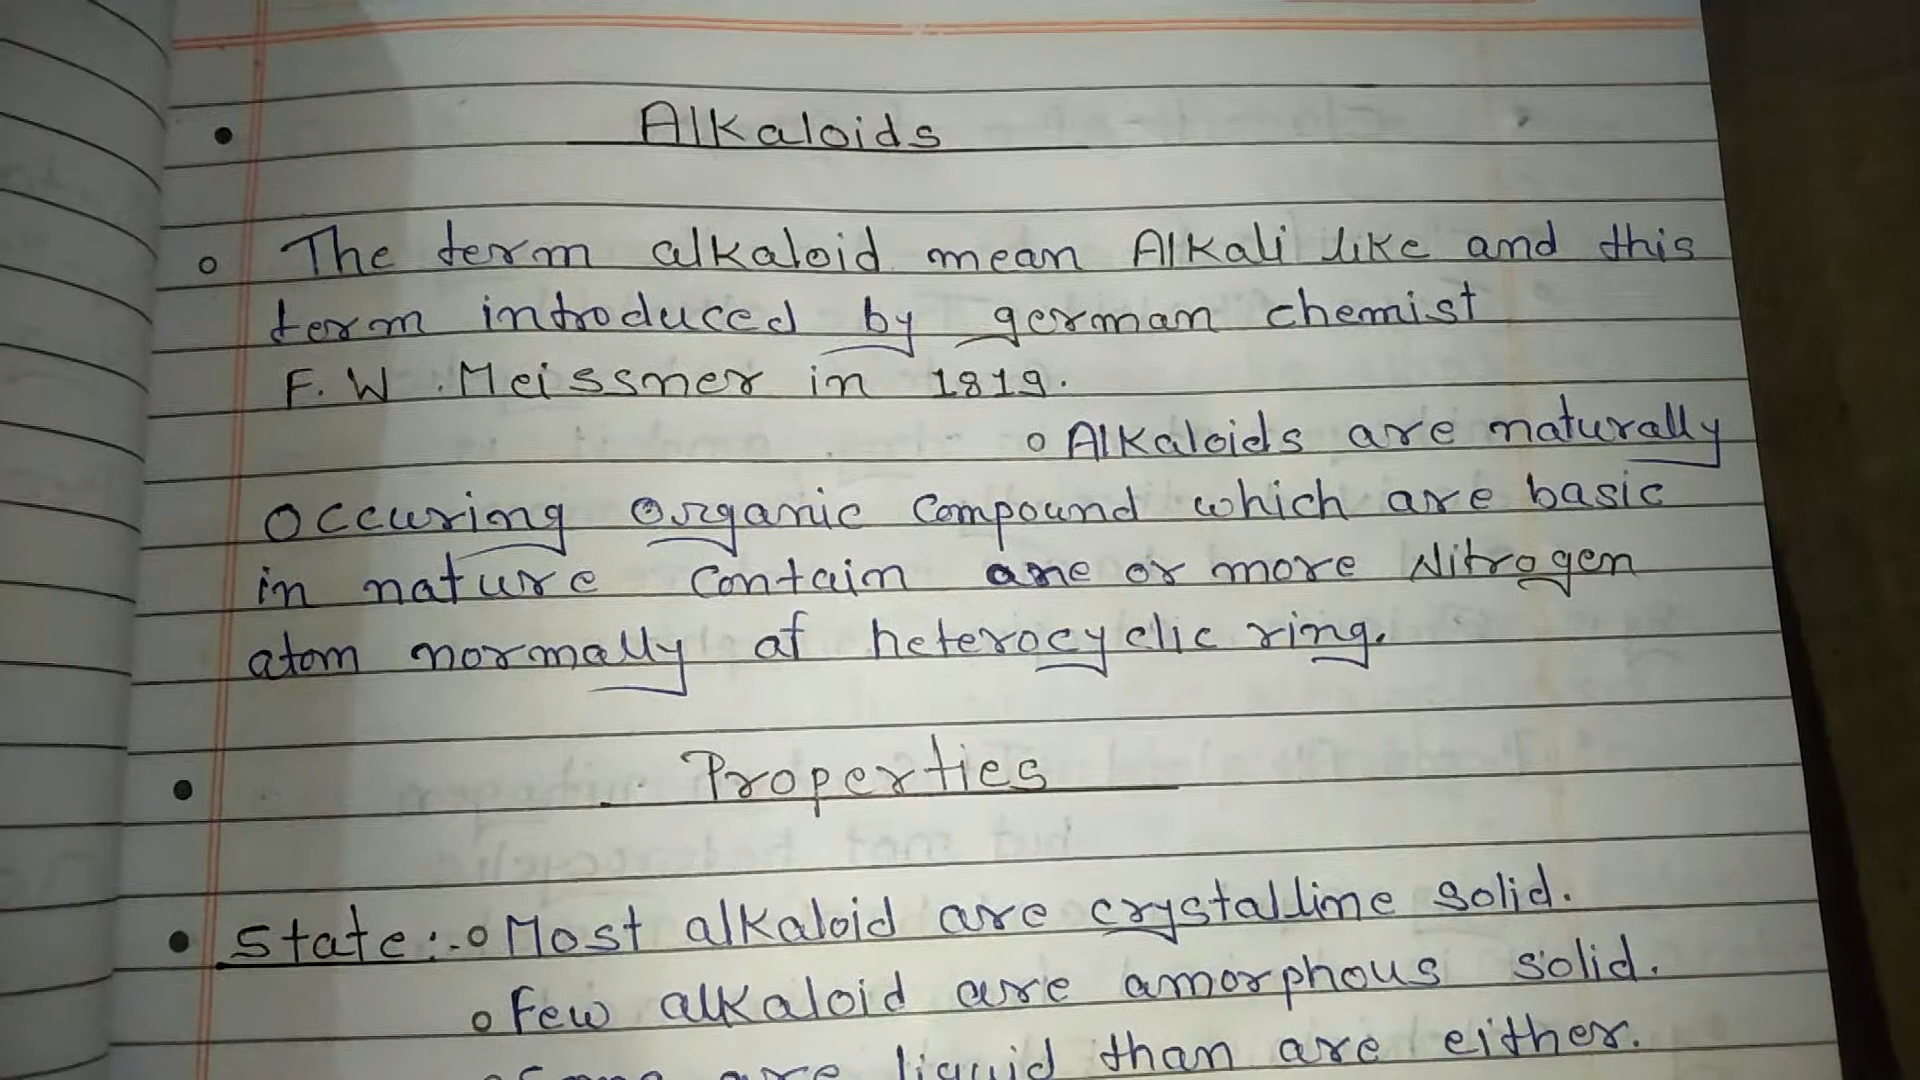 Alkaloids
The term alkaloid mean Alkali like and this
term introduced by german chemist
F. W. Meissner in 1819.
Alkaloids are naturally
occuring organic compound which are basic
in nature contain one or more Nitrogen
atom normally of heterocyclic ring.
Properties
State:- Most alkaloid are crystalline solid.
Few alkaloid are amorphous solid.
Some are liquid than are either.